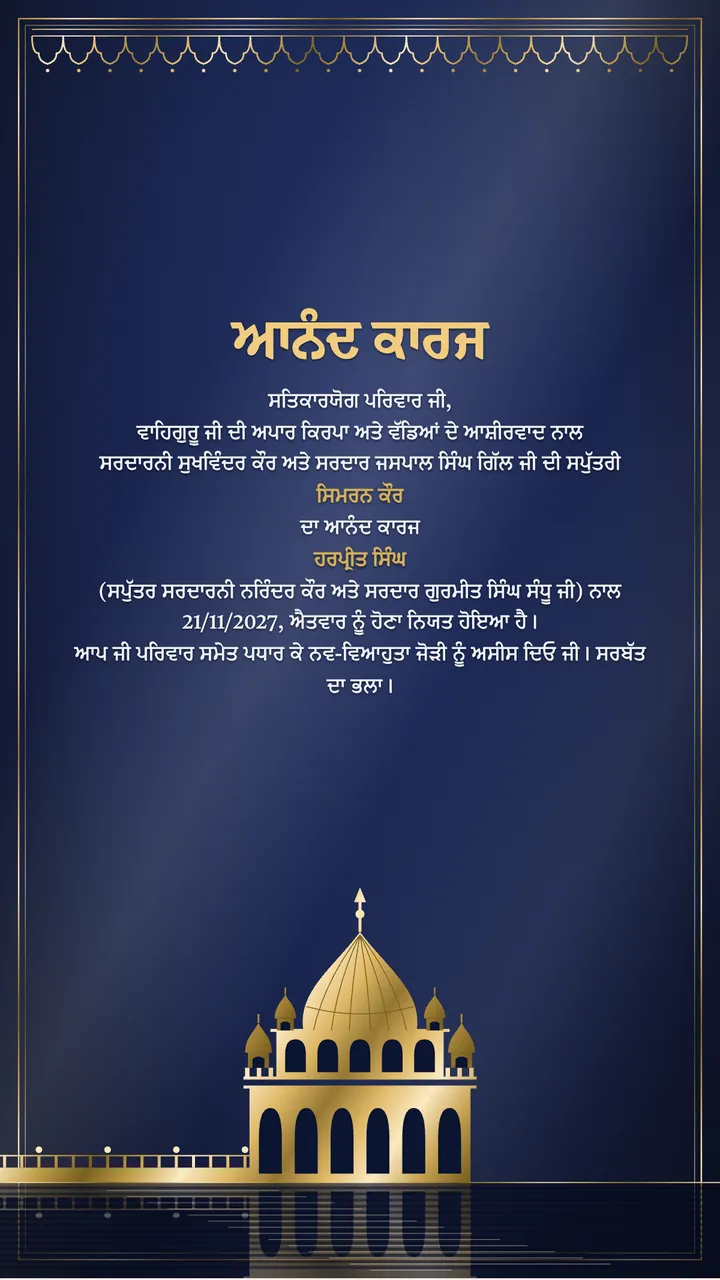 ਆਨੰਦ ਕਾਰਜ
ਸਤਿਕਾਰਯੋਗ ਪਰਿਵਾਰ ਜੀ,
ਵਾਹਿਗੁਰੂ ਜੀ ਦੀ ਅਪਾਰ ਕਿਰਪਾ ਅਤੇ ਵੱਡਿਆਂ ਦੇ ਆਸ਼ੀਰਵਾਦ ਨਾਲ
ਸਰਦਾਰਨੀ ਸੁਖਵਿੰਦਰ ਕੌਰ ਅਤੇ ਸਰਦਾਰ ਜਸਪਾਲ ਸਿੰਘ ਗਿੱਲ ਜੀ ਦੀ ਸਪੁੱਤਰੀ
ਸਿਮਰਨ ਕੌਰ
ਦਾ ਆਨੰਦ ਕਾਰਜ
ਹਰਪ੍ਰੀਤ ਸਿੰਘ
(ਸਪੁੱਤਰ ਸਰਦਾਰਨੀ ਨਰਿੰਦਰ ਕੌਰ ਅਤੇ ਸਰਦਾਰ ਗੁਰਮੀਤ ਸਿੰਘ ਸੰਧੂ ਜੀ) ਨਾਲ
21/11/2027, ਐਤਵਾਰ ਨੂੰ ਹੋਣਾ ਨਿਯਤ ਹੋਇਆ ਹੈ।
ਆਪ ਜੀ ਪਰਿਵਾਰ ਸਮੇਤ ਪਧਾਰ ਕੇ ਨਵ-ਵਿਆਹੁਤਾ ਜੋੜੀ ਨੂੰ ਅਸੀਸ ਦਿਓ ਜੀ। ਸਰਬੱਤ
ਦਾ ਭਲਾ।